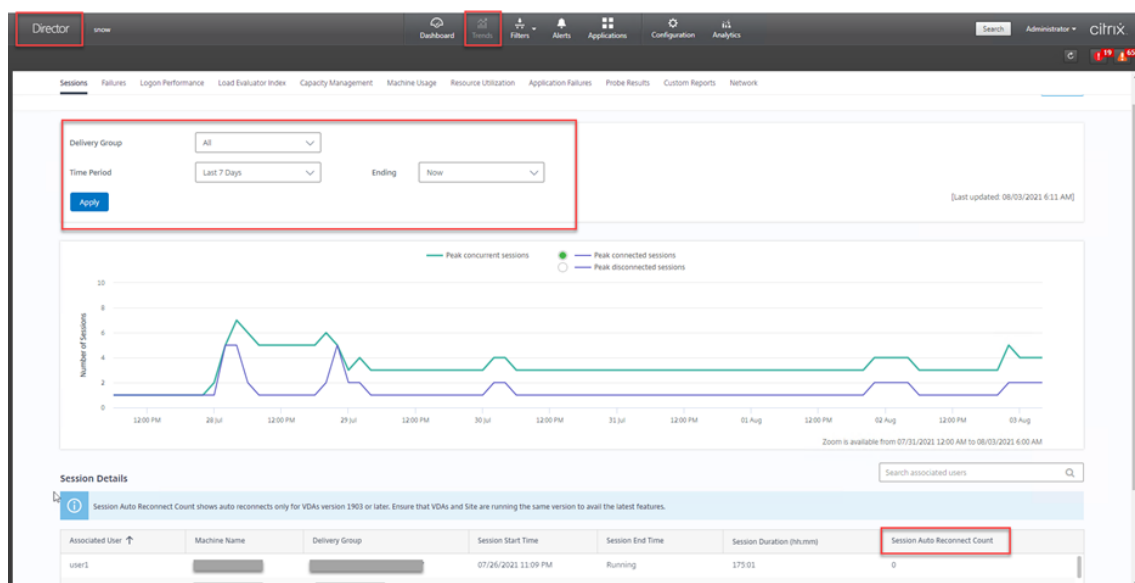 Director snow Dashboard Trends Filters Alerts Applications Configuration Analytics Search Administrator citrix
19 65
Sessions Failures Logon Performance Load Evaluator Index Capacity Management Machine Usage Resource Utilization Application Failures Probe Results Custom Reports Network
Delivery Group All
Time Period Last 7 Days Ending Now
Apply [Last updated: 08/03/2021 6:11 AM]
Peak concurrent sessions Peak connected sessions
Peak disconnected sessions
Number of Sessions
10
8
6
4
2
0
12:00 PM 28 Jul 12:00 PM 29 Jul 12:00 PM 30 Jul 12:00 PM 31 Jul 12:00 PM 01 Aug 12:00 PM 02 Aug 12:00 PM 03 Aug
Zoom is available from 07/31/2021 12:00 AM to 08/03/2021 6:00 AM
Session Details Search associated users
Session Auto Reconnect Count shows auto reconnects only for VDAs version 1903 or later. Ensure that VDAs and Site are running the same version to avail the latest features.
Associated User Machine Name Delivery Group Session Start Time Session End Time Session Duration (hh:mm) Session Auto Reconnect Count
user1 07/26/2021 11:09 PM Running 175:01 0